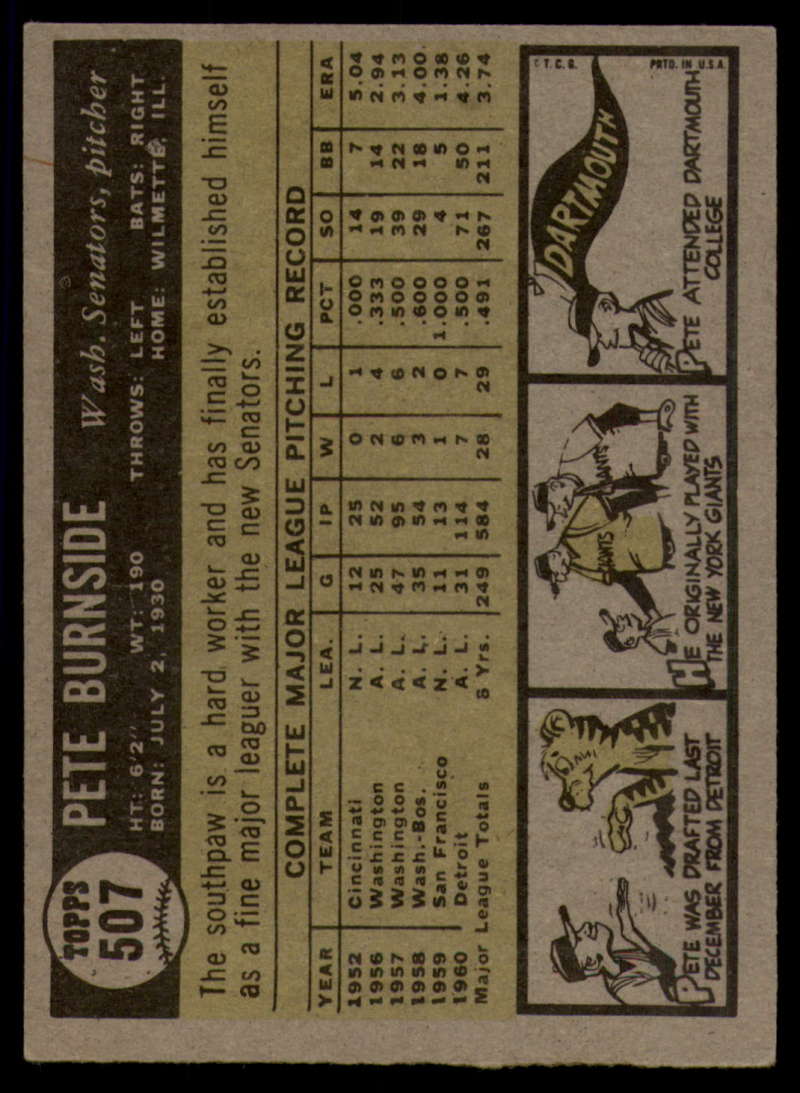 TOPPS
507
PETE BURNSIDE Wash. Senators, pitcher
HT: 6'2" WT: 190 THROWS: LEFT BATS: RIGHT
BORN: JULY 2, 1930 HOME: WILMETTE, ILL.
The southpaw is a hard worker and has finally established himself
as a fine major leaguer with the new Senators.
COMPLETE MAJOR LEAGUE PITCHING RECORD
YEAR TEAM LEA. G IP W L PCT SO BB ERA
1952 Cincinnati N. L. 12 25 0 1 .000 14 7 5.04
1956 Washington A. L. 25 52 2 4 .333 19 14 2.94
1957 Washington A. L. 47 95 6 6 .500 39 22 3.13
1958 Wash.-Bos. A. L. 35 54 3 2 .600 29 18 4.00
1959 San Francisco N. L. 11 13 1 0 1.000 4 5 1.38
1960 Detroit A. L. 31 114 7 7 .500 71 50 4.26
Major League Totals 6 Yrs. 249 584 28 29 .491 267 211 3.74
PETE WAS DRAFTED LAST
DECEMBER FROM DETROIT
GIANTS
GIANTS
HE ORIGINALLY PLAYED WITH
THE NEW YORK GIANTS
© T. C. G. PRTD. IN U.S.A.
DARTMOUTH
PETE ATTENDED DARTMOUTH
COLLEGE